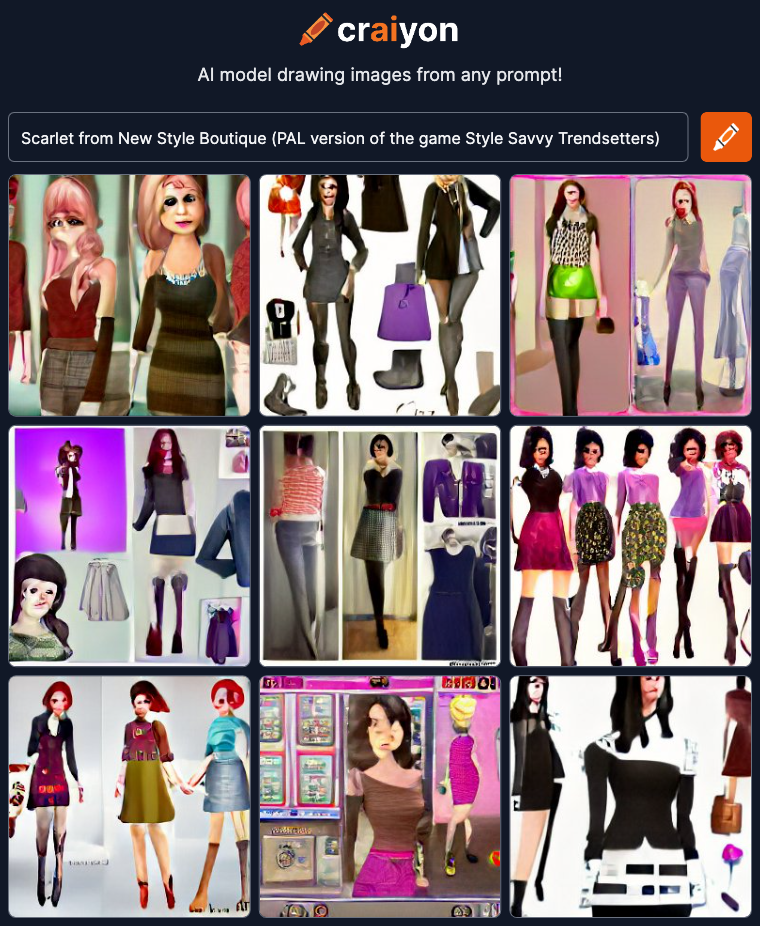 craiyon
AI model drawing images from any prompt!
Scarlet from New Style Boutique (PAL version of the game Style Savvy Trendsetters)